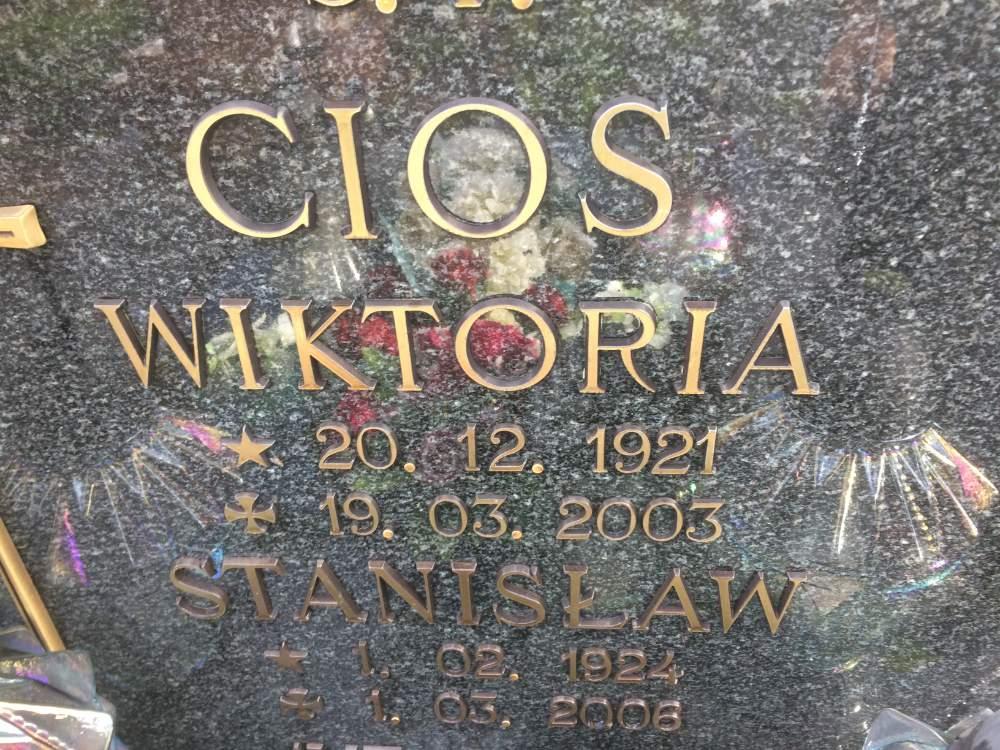 CIOS
WIKTORIA
20. 12. 1921
19. 03. 2003
STANISŁAW
1. 02. 1924
1. 03. 2006